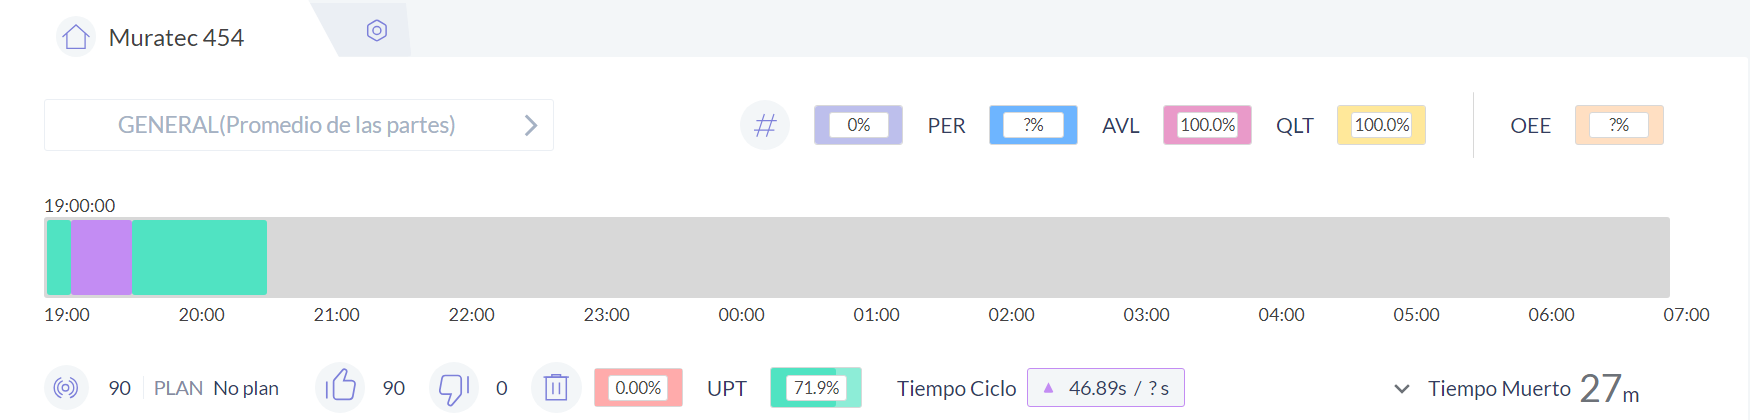 Muratec 454
GENERAL(Promedio de las partes)
# 0% PER ?% AVL 100.0% QLT 100.0% OEE ?%
19:00:00
19:00 20:00 21:00 22:00 23:00 00:00 01:00 02:00 03:00 04:00 05:00 06:00 07:00
90 PLAN No plan 90 0 0.00% UPT 71.9% Tiempo Ciclo 46.89s / ? s Tiempo Muerto 27m